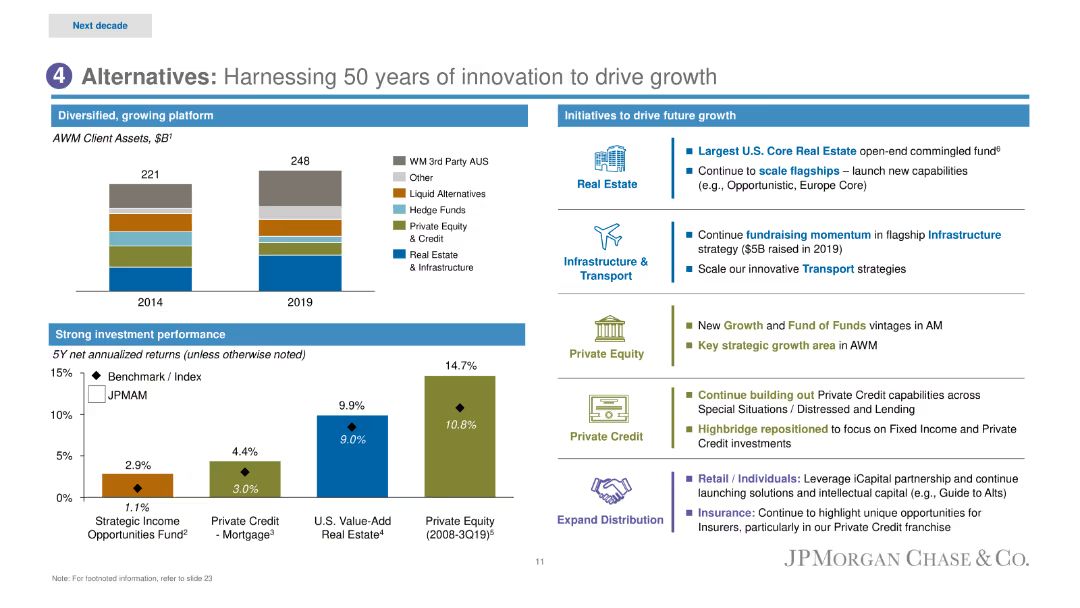 Next decade
4 Alternatives: Harnessing 50 years of innovation to drive growth
Diversified, growing platform
AWM Client Assets, $B1
221
248
WM 3rd Party AUS
Other
Liquid Alternatives
Hedge Funds
Private Equity
& Credit
Real Estate
& Infrastructure
2014
2019
Strong investment performance
5Y net annualized returns (unless otherwise noted)
15%
10%
5%
0%
Benchmark / Index
JPMAM
2.9%
1.1%
4.4%
3.0%
9.9%
9.0%
14.7%
10.8%
Strategic Income
Opportunities Fund2
Private Credit
- Mortgage3
U.S. Value-Add
Real Estate4
Private Equity
(2008-3Q19)5
Initiatives to drive future growth
Real Estate
■ Largest U.S. Core Real Estate open-end commingled fund6
■ Continue to scale flagships – launch new capabilities
(e.g., Opportunistic, Europe Core)
Infrastructure &
Transport
■ Continue fundraising momentum in flagship Infrastructure
strategy ($5B raised in 2019)
■ Scale our innovative Transport strategies
Private Equity
■ New Growth and Fund of Funds vintages in AM
■ Key strategic growth area in AWM
Private Credit
■ Continue building out Private Credit capabilities across
Special Situations / Distressed and Lending
■ Highbridge repositioned to focus on Fixed Income and Private
Credit investments
Expand Distribution
■ Retail / Individuals: Leverage iCapital partnership and continue
launching solutions and intellectual capital (e.g., Guide to Alts)
■ Insurance: Continue to highlight unique opportunities for
Insurers, particularly in our Private Credit franchise
Note: For footnoted information, refer to slide 23
11
JPMORGAN CHASE & CO.